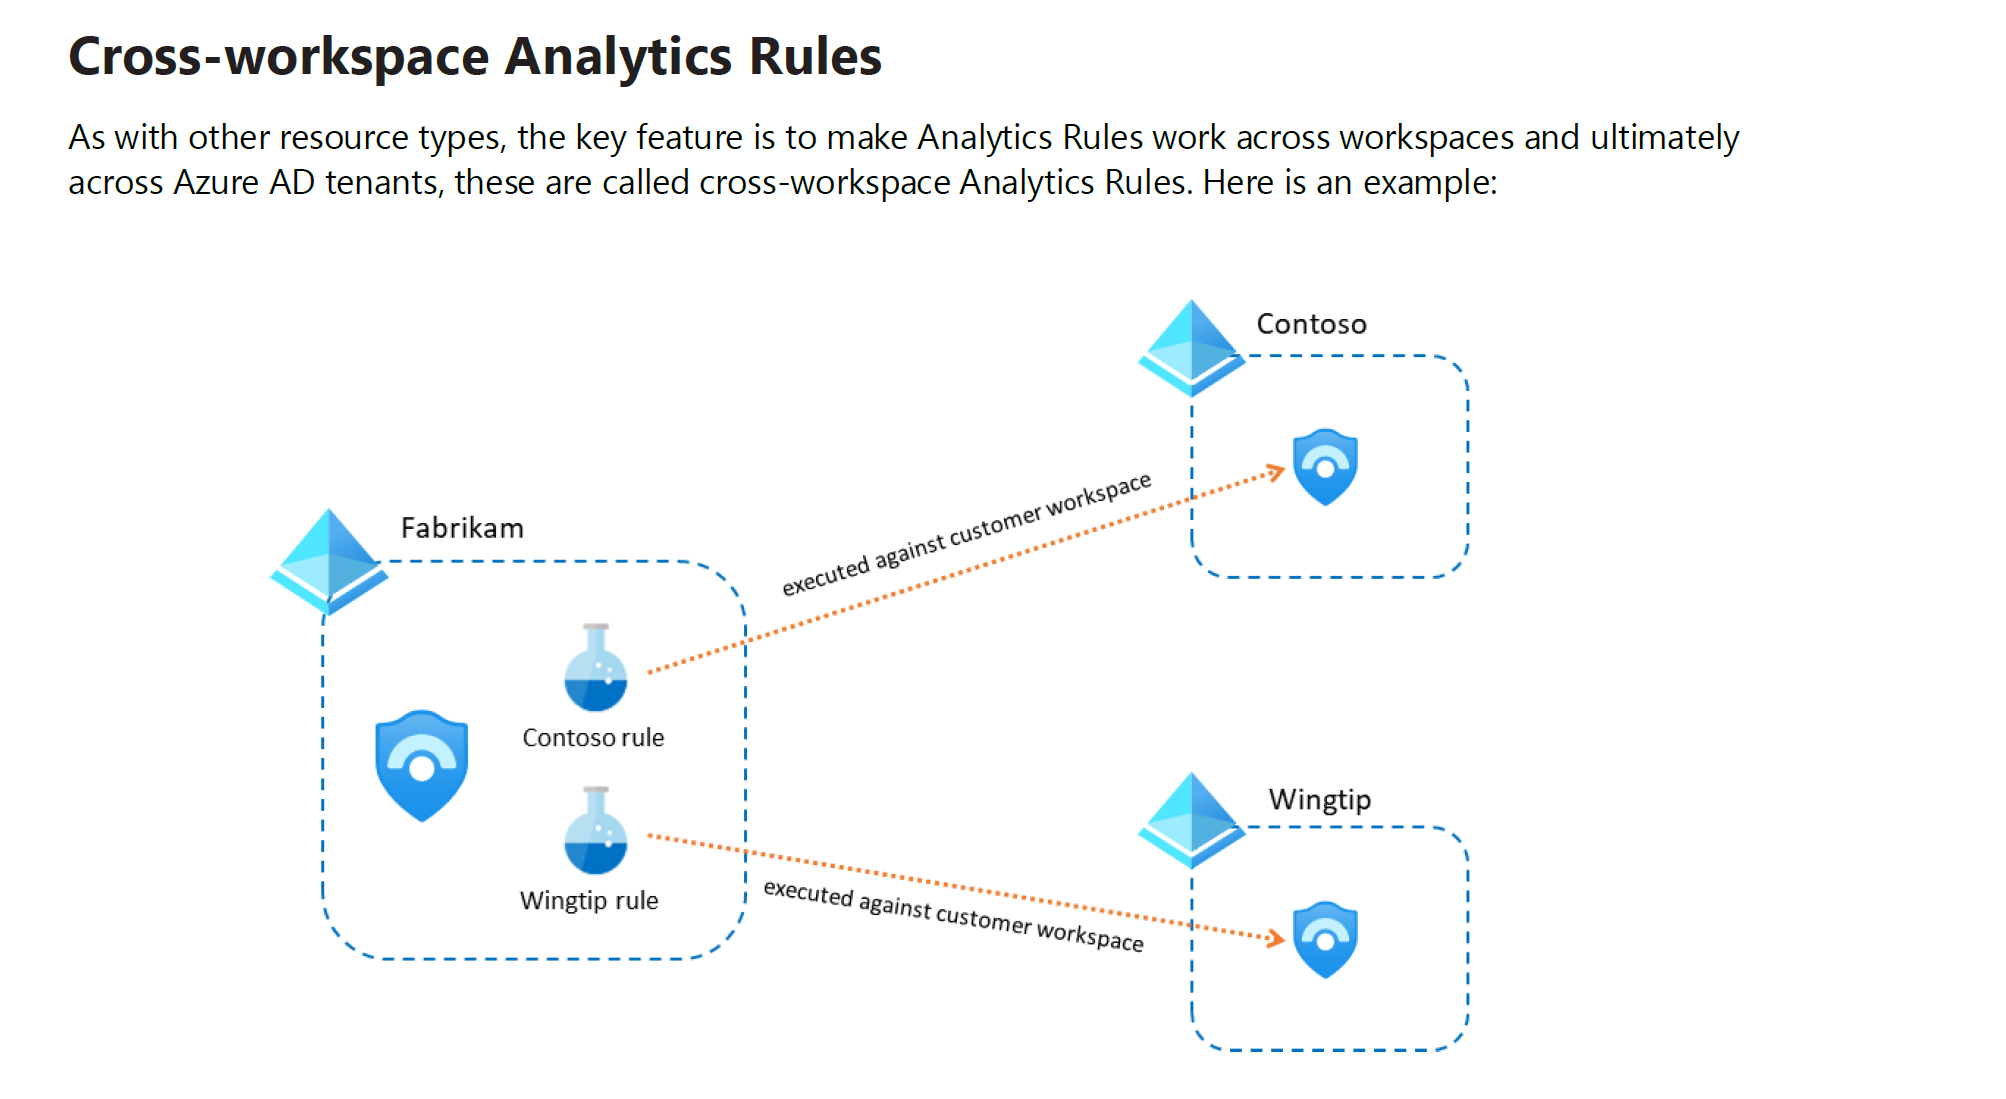 Cross-workspace Analytics Rules
As with other resource types, the key feature is to make Analytics Rules work across workspaces and ultimately
across Azure AD tenants, these are called cross-workspace Analytics Rules. Here is an example:
Contoso
executed against customer workspace
Fabrikam
Contoso rule
Wingtip
Wingtip rule
executed against customer workspace